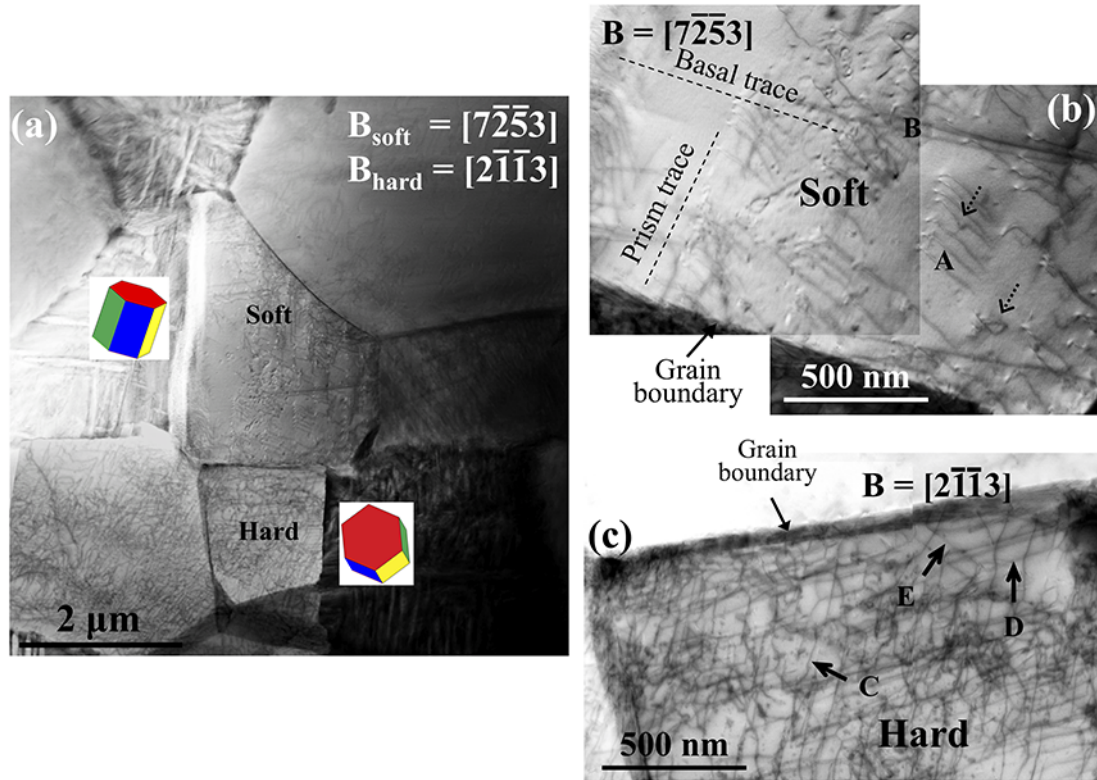 (a)
B_soft = [72̅5̅3]
B_hard = [21̅1̅3]
Soft
Hard
2 μm
B = [72̅5̅3]
(b)
Basal trace
B
Prism trace
Soft
A
Grain
boundary
500 nm
Grain
boundary
B = [21̅1̅3]
(c)
E
D
C
Hard
500 nm